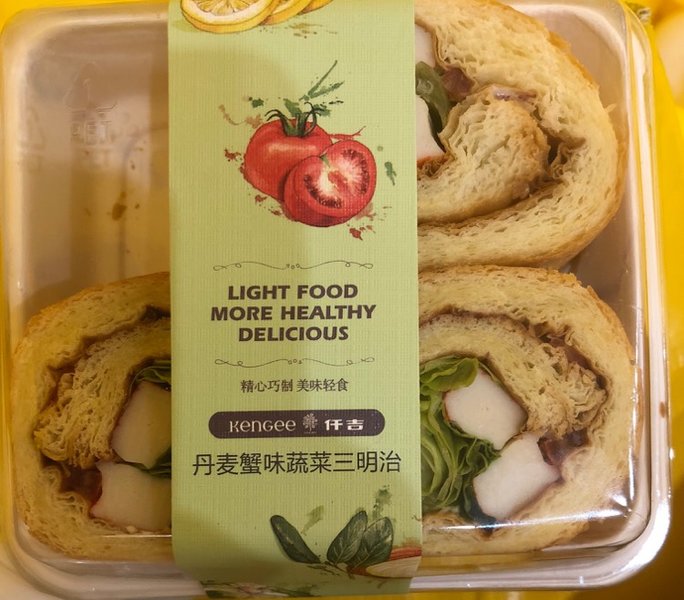 LIGHT FOOD
MORE HEALTHY
DELICIOUS
精心巧制 美味轻食
KENGEE 仟吉
丹麦蟹味蔬菜三明治